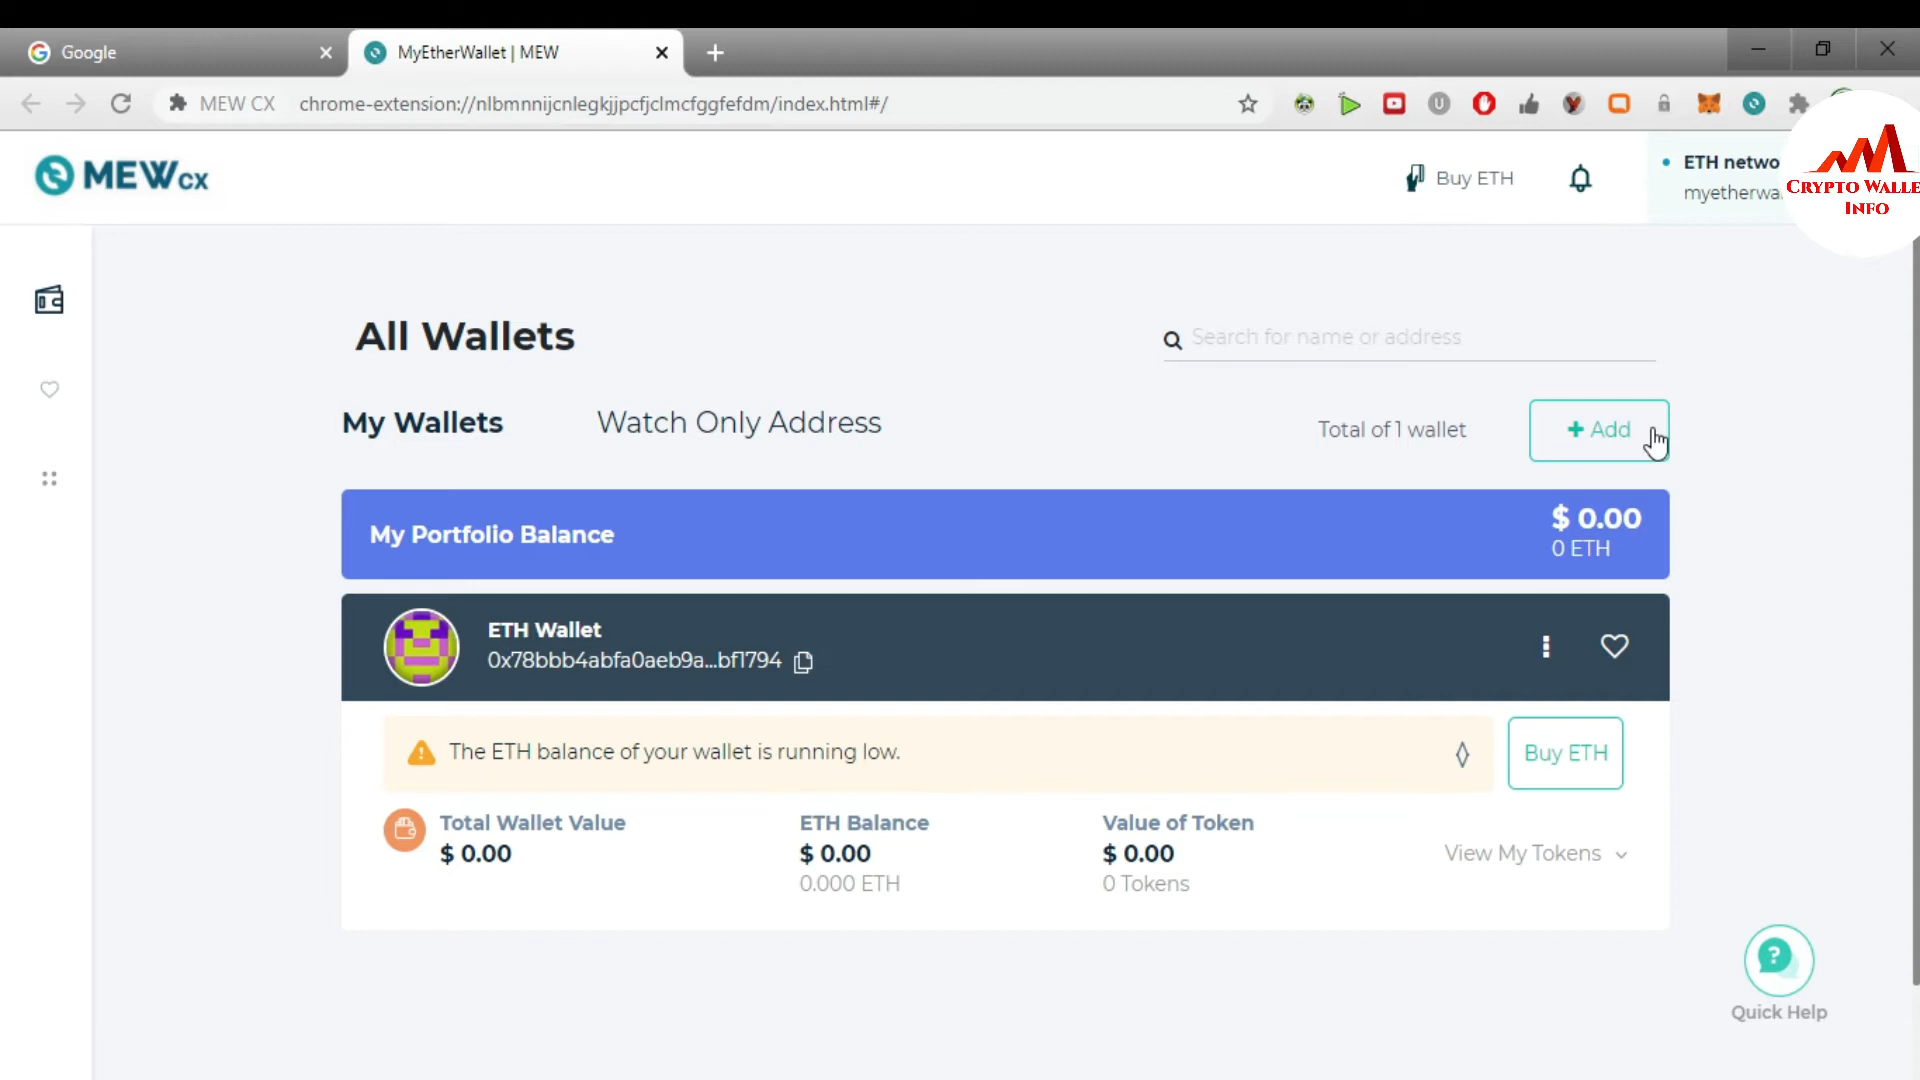 Google
MyEtherWallet | MEW
MEW CX chrome-extension://nlbmnnijcnlegkjjpcfjclmcfggfefdm/index.html#/
MEWCX
Buy ETH
ETH netwo
myetherwa
CRYPTO WALLE
INFO
All Wallets
Search for name or address
My Wallets
Watch Only Address
Total of 1 wallet
+ Add
My Portfolio Balance
$ 0.00
0 ETH
ETH Wallet
0x78bbb4abfa0aeb9a...bf1794
The ETH balance of your wallet is running low.
Buy ETH
Total Wallet Value
$ 0.00
ETH Balance
$ 0.00
0.000 ETH
Value of Token
$ 0.00
0 Tokens
View My Tokens
Quick Help